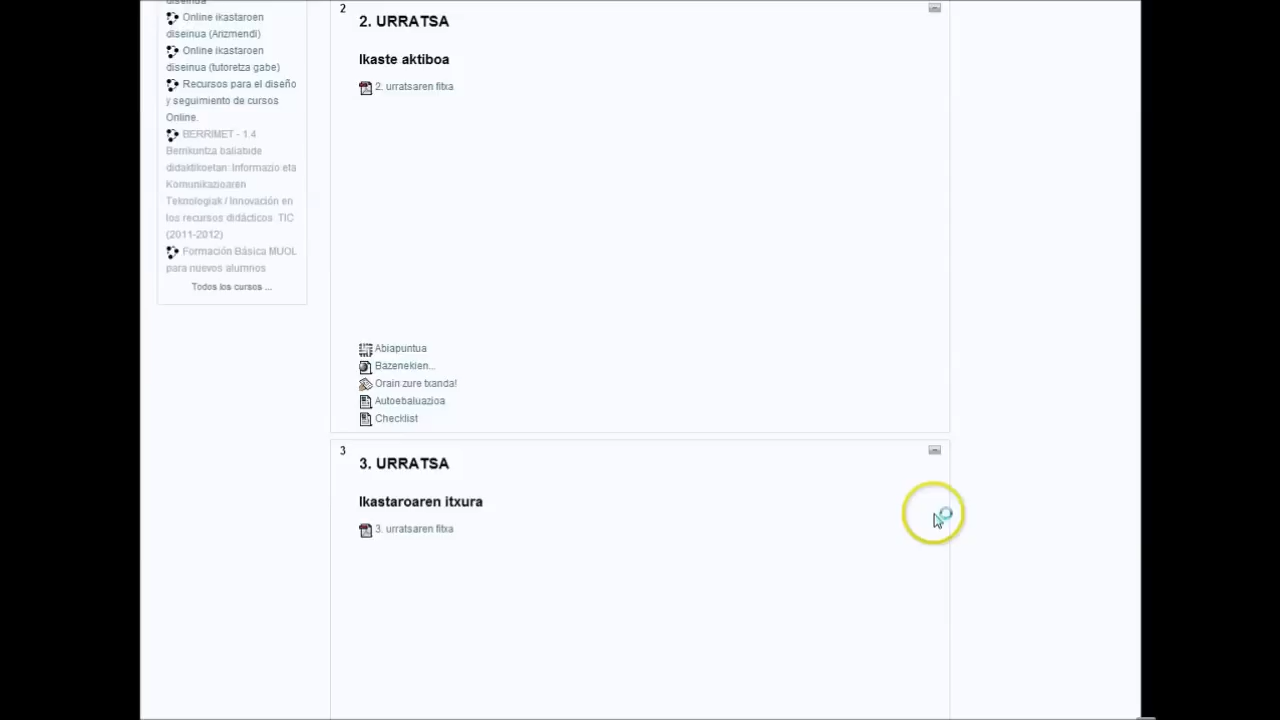 diseinua
Online ikastaroen
diseinua (Arizmendi)
Online ikastaroen
diseinua (tutoretza gabe)
Recursos para el diseño
y seguimiento de cursos
Online.
BERRIMET - 1.4
Berrikuntza baliabide
didaktikoetan: Informazio eta
Komunikazioaren
Teknologiak / Innovación en
los recursos didácticos TIC
(2011-2012)
Formación Básica MUOL
para nuevos alumnos
Todos los cursos ...
2
2. URRATSA
Ikaste aktiboa
2. urratsaren fitxa
Abiapuntua
Bazenekien...
Orain zure txanda!
Autoebaluazioa
Checklist
3
3. URRATSA
Ikastaroaren itxura
3. urratsaren fitxa